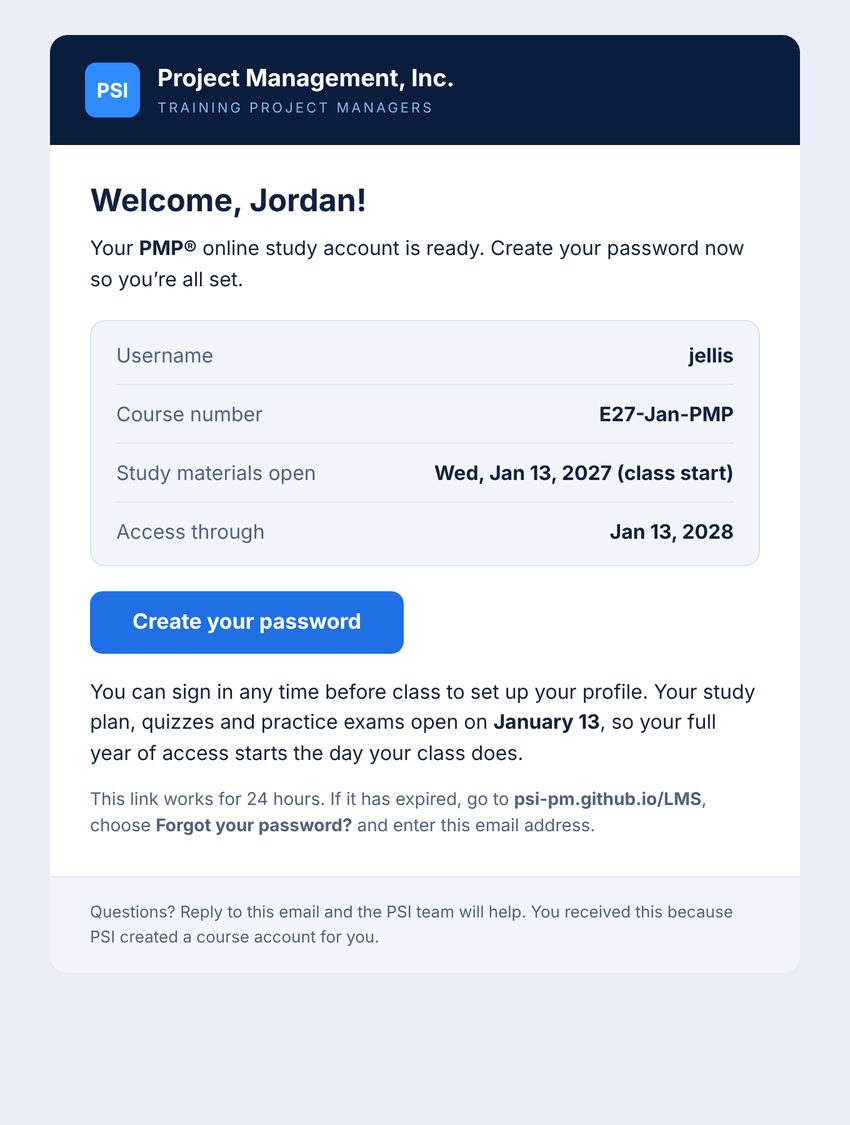 PSI
Project Management, Inc.
TRAINING PROJECT MANAGERS
Welcome, Jordan!
Your PMP® online study account is ready. Create your password now
so you’re all set.
Username jellis
Course number E27-Jan-PMP
Study materials open Wed, Jan 13, 2027 (class start)
Access through Jan 13, 2028
Create your password
You can sign in any time before class to set up your profile. Your study
plan, quizzes and practice exams open on January 13, so your full
year of access starts the day your class does.
This link works for 24 hours. If it has expired, go to psi-pm.github.io/LMS,
choose Forgot your password? and enter this email address.
Questions? Reply to this email and the PSI team will help. You received this because
PSI created a course account for you.